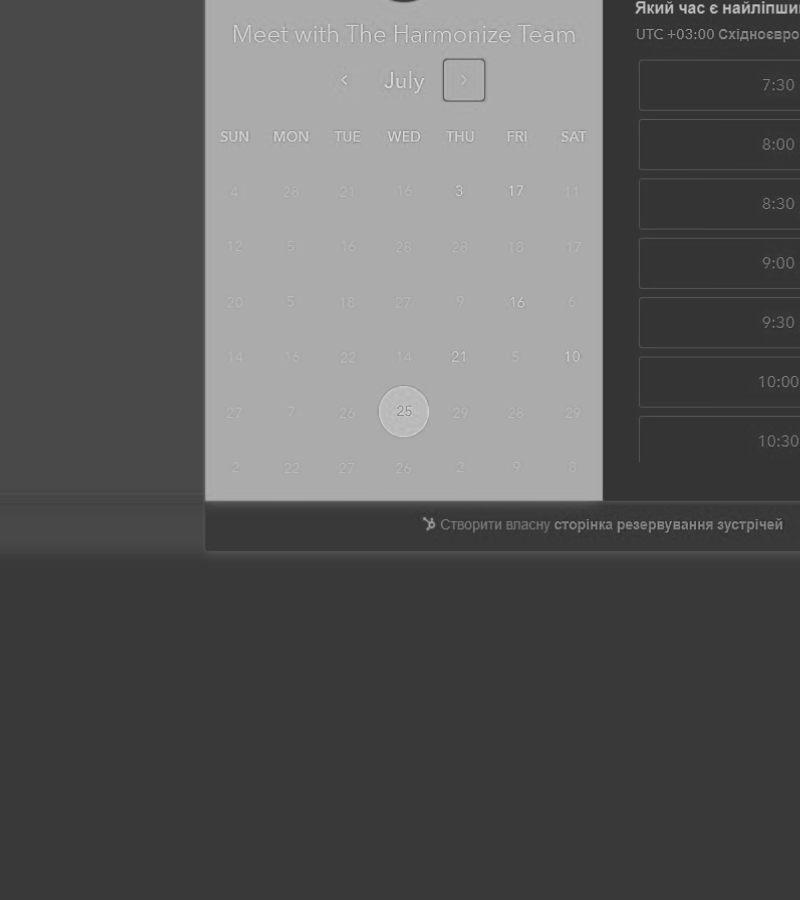 Meet with The Harmonize Team
July
SUN MON TUE WED THU FRI SAT
4 28 21 16 3 17 11
12 5 16 28 28 18 17
20 5 18 27 9 16 6
14 16 22 14 21 5 10
27 7 26 25 29 28 29
2 22 27 26 2 9 8
Який час є
UTC +03:00
7:30
8:00
8:30
9:00
9:30
10:00
10:30
Створити власну сторінка резервування зустрічей